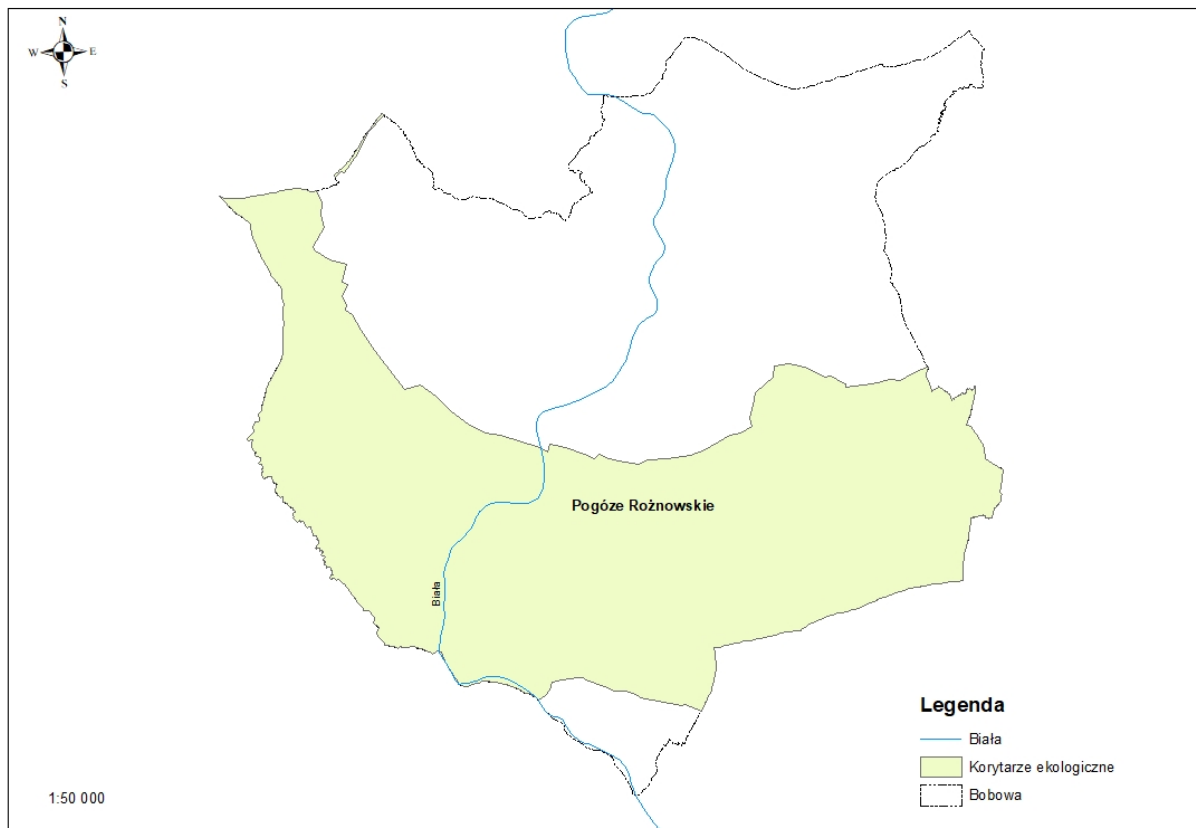 N
W E
S
Pogóze Rożnowskie
Biała
Legenda
Biała
Korytarze ekologiczne
Bobowa
1:50 000